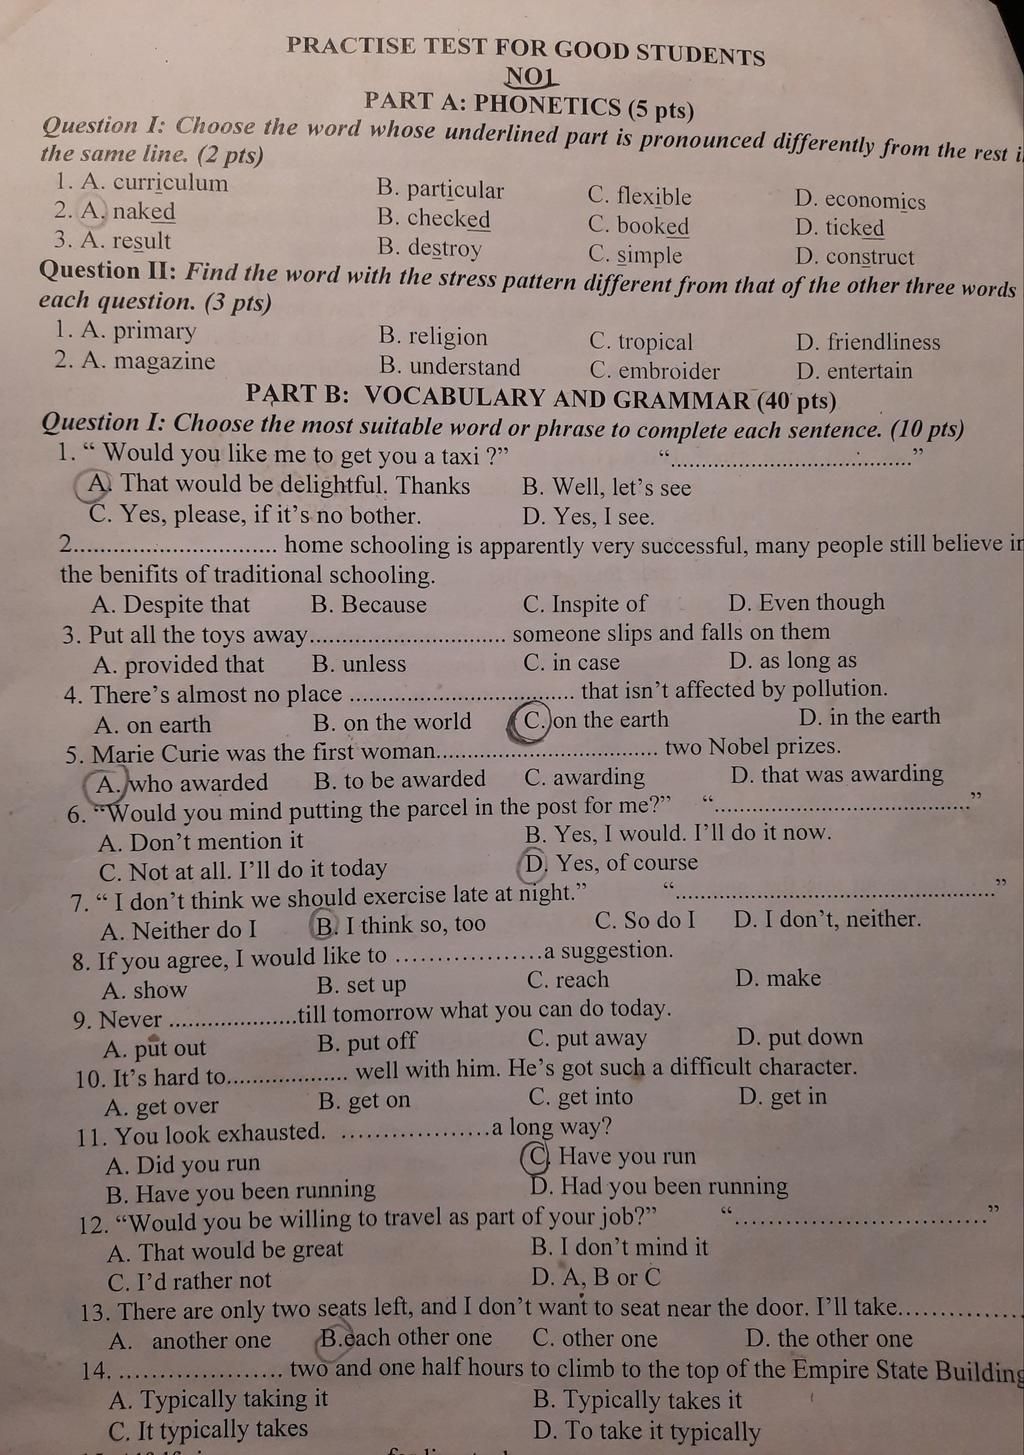 PRACTISE TEST FOR GOOD STUDENTS
NO1
PART A: PHONETICS (5 pts)
Question I: Choose the word whose underlined part is pronounced differently from the rest
the same line. (2 pts)
1. A. curriculum B. particular C. flexible D. economics
2. A. naked B. checked C. booked D. ticked
3. A. result B. destroy C. simple D. construct
Question II: Find the word with the stress pattern different from that of the other three words
each question. (3 pts)
1. A. primary B. religion C. tropical D. friendliness
2. A. magazine B. understand C. embroider D. entertain
PART B: VOCABULARY AND GRAMMAR (40 pts)
Question I: Choose the most suitable word or phrase to complete each sentence. (10 pts)
1. “ Would you like me to get you a taxi ?” “......................................”
A. That would be delightful. Thanks B. Well, let’s see
C. Yes, please, if it’s no bother. D. Yes, I see.
2............................... home schooling is apparently very successful, many people still believe
the benifits of traditional schooling.
A. Despite that B. Because C. Inspite of D. Even though
3. Put all the toys away.............................. someone slips and falls on them
A. provided that B. unless C. in case D. as long as
4. There’s almost no place .................................. that isn’t affected by pollution.
A. on earth B. on the world C. on the earth D. in the earth
5. Marie Curie was the first woman.................................. two Nobel prizes.
A. who awarded B. to be awarded C. awarding D. that was awarding
6. “Would you mind putting the parcel in the post for me?” “......................................”
A. Don’t mention it B. Yes, I would. I’ll do it now.
C. Not at all. I’ll do it today D. Yes, of course
7. “ I don’t think we should exercise late at night.” “..................................................”
A. Neither do I B. I think so, too C. So do I D. I don’t, neither.
8. If you agree, I would like to ......................a suggestion.
A. show B. set up C. reach D. make
9. Never ....................till tomorrow what you can do today.
A. put out B. put off C. put away D. put down
10. It’s hard to................... well with him. He’s got such a difficult character.
A. get over B. get on C. get into D. get in
11. You look exhausted. .......................a long way?
A. Did you run C. Have you run
B. Have you been running D. Had you been running
12. “Would you be willing to travel as part of your job?” “......................................”
A. That would be great B. I don’t mind it
C. I’d rather not D. A, B or C
13. There are only two seats left, and I don’t want to seat near the door. I’ll take..............
A. another one B.each other one C. other one D. the other one
14. ......................... two and one half hours to climb to the top of the Empire State Building
A. Typically taking it B. Typically takes it
C. It typically takes D. To take it typically